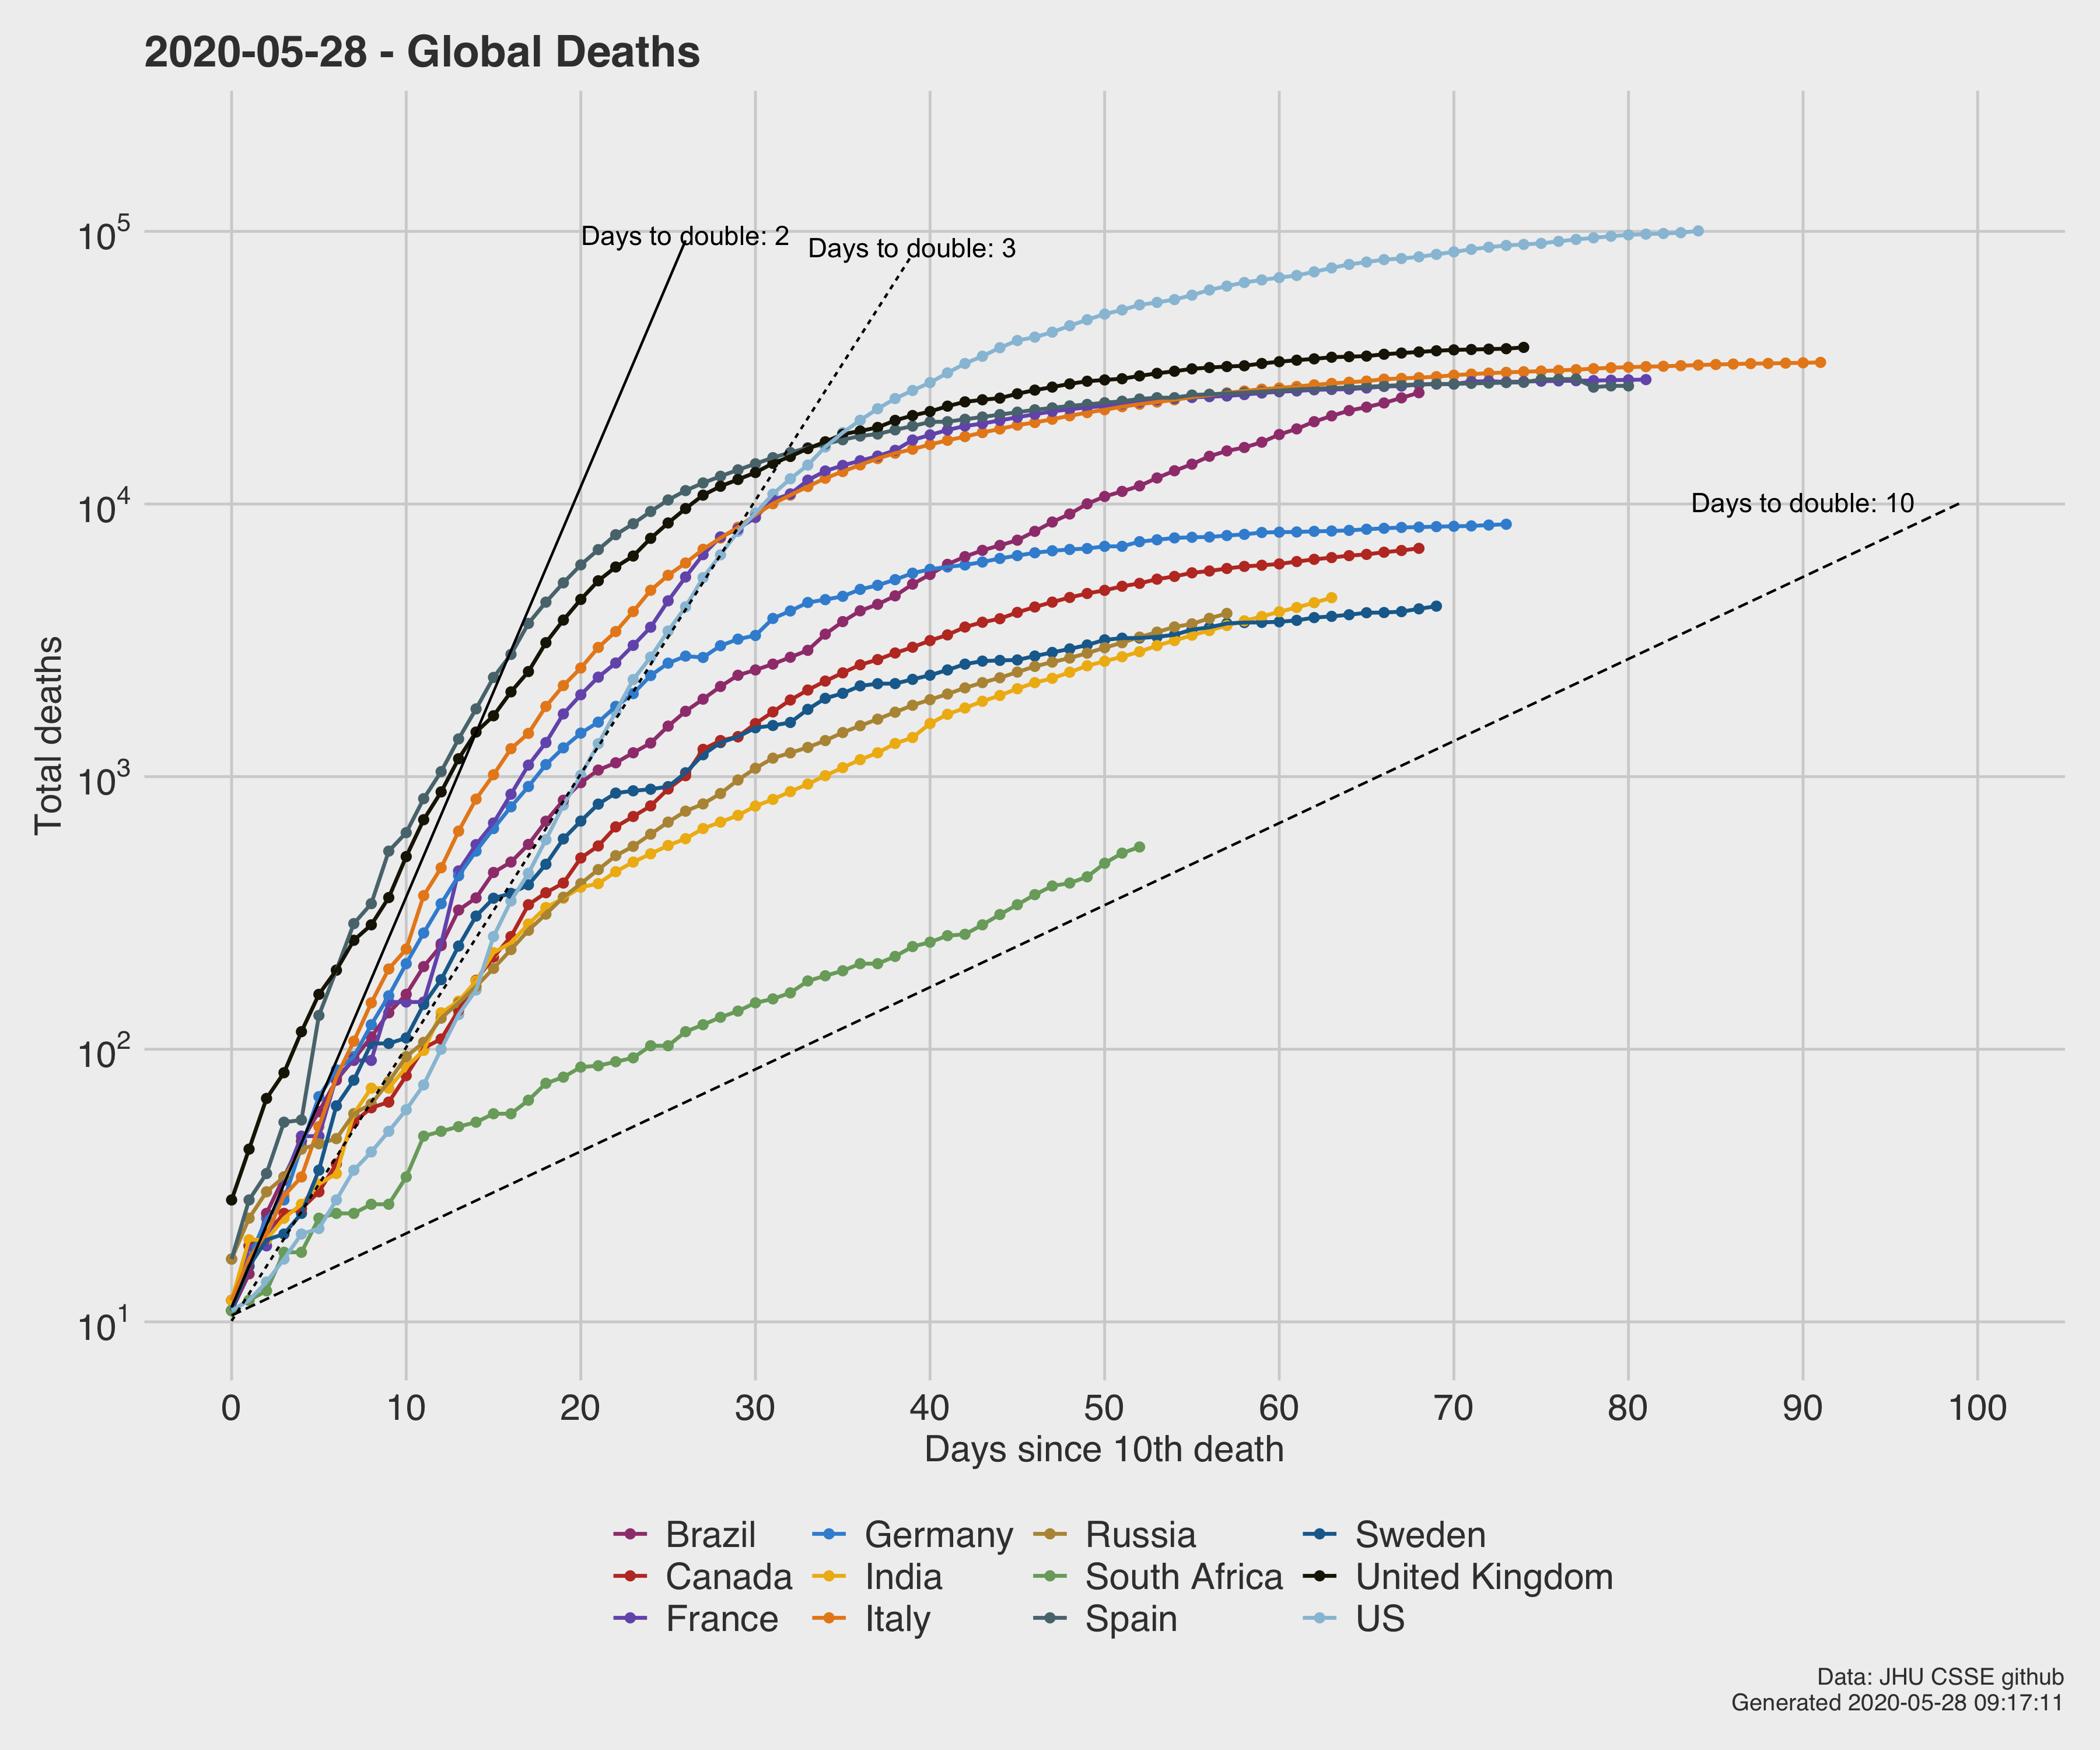 2020-05-28 - Global Deaths
Total deaths
10^5
10^4
10^3
10^2
10^1
Days to double: 2
Days to double: 3
Days to double: 10
0 10 20 30 40 50 60 70 80 90 100
Days since 10th death
Brazil Germany Russia Sweden
Canada India South Africa United Kingdom
France Italy Spain US
Data: JHU CSSE github
Generated 2020-05-28 09:17:11